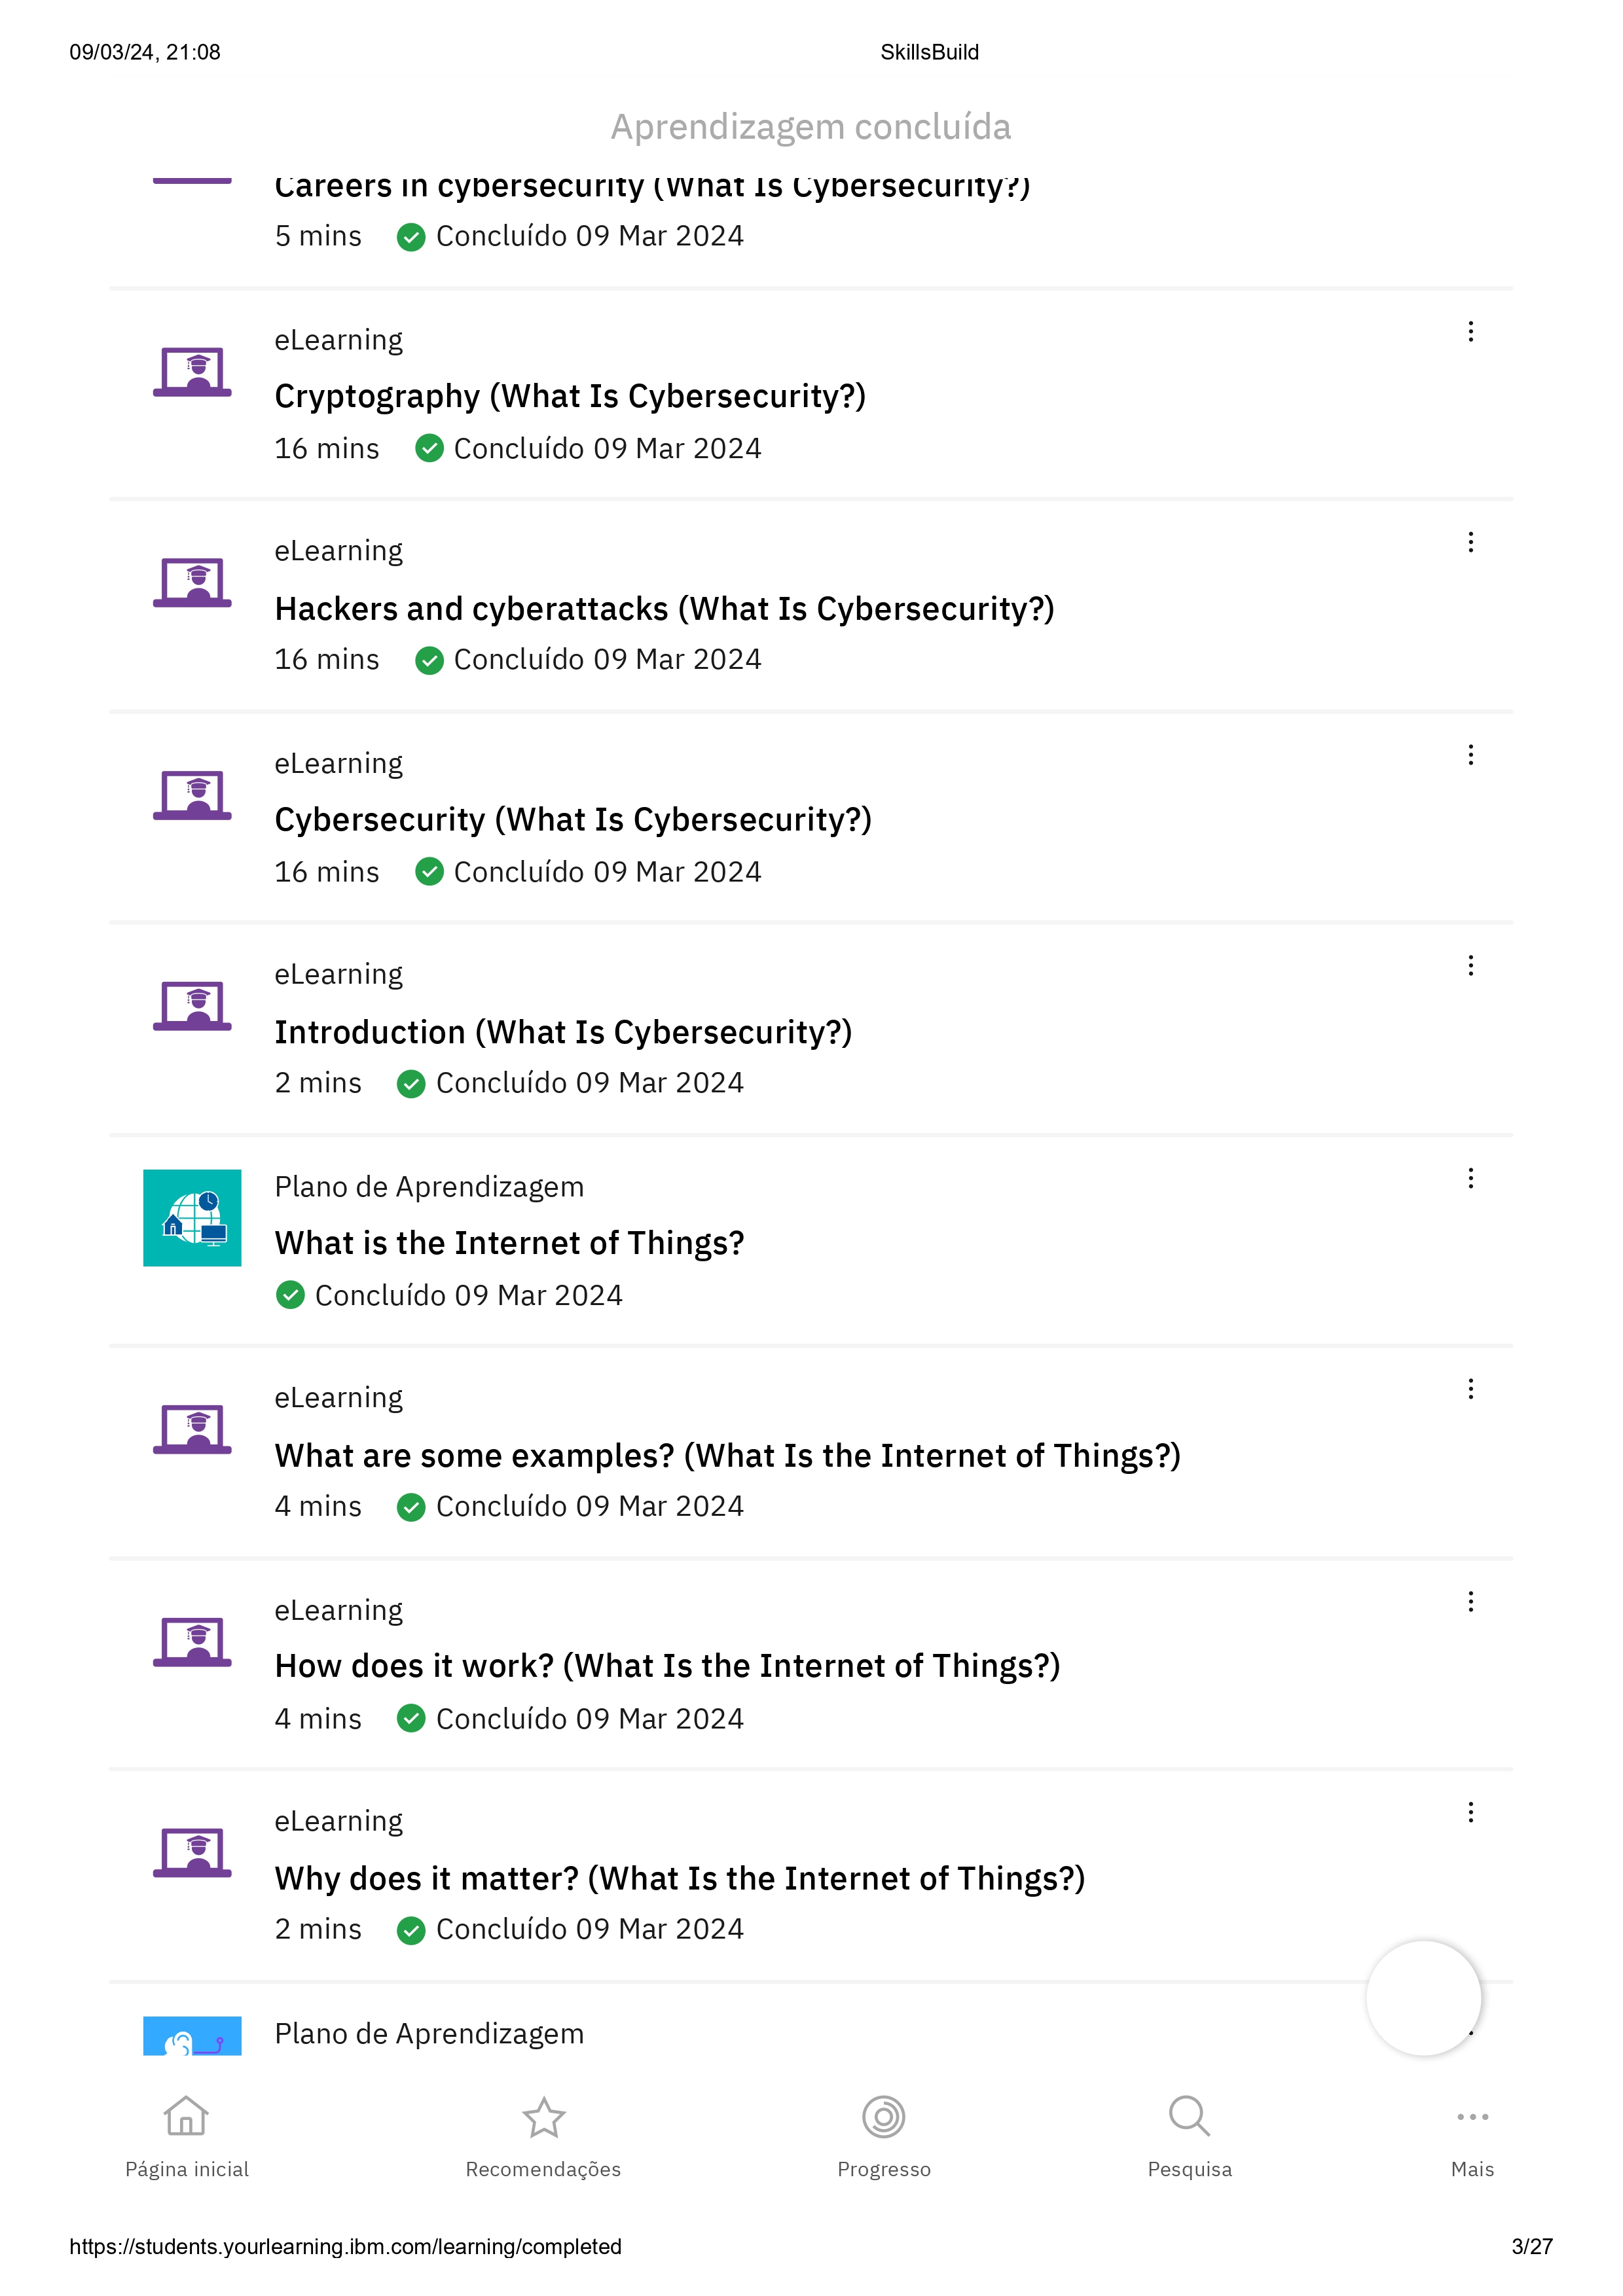 09/03/24, 21:08 SkillsBuild
Aprendizagem concluída
Careers in cybersecurity (What Is Cybersecurity?)
5 mins Concluído 09 Mar 2024
eLearning
Cryptography (What Is Cybersecurity?)
16 mins Concluído 09 Mar 2024
eLearning
Hackers and cyberattacks (What Is Cybersecurity?)
16 mins Concluído 09 Mar 2024
eLearning
Cybersecurity (What Is Cybersecurity?)
16 mins Concluído 09 Mar 2024
eLearning
Introduction (What Is Cybersecurity?)
2 mins Concluído 09 Mar 2024
Plano de Aprendizagem
What is the Internet of Things?
Concluído 09 Mar 2024
eLearning
What are some examples? (What Is the Internet of Things?)
4 mins Concluído 09 Mar 2024
eLearning
How does it work? (What Is the Internet of Things?)
4 mins Concluído 09 Mar 2024
eLearning
Why does it matter? (What Is the Internet of Things?)
2 mins Concluído 09 Mar 2024
Plano de Aprendizagem
Página inicial Recomendações Progresso Pesquisa Mais
https://students.yourlearning.ibm.com/learning/completed 3/27